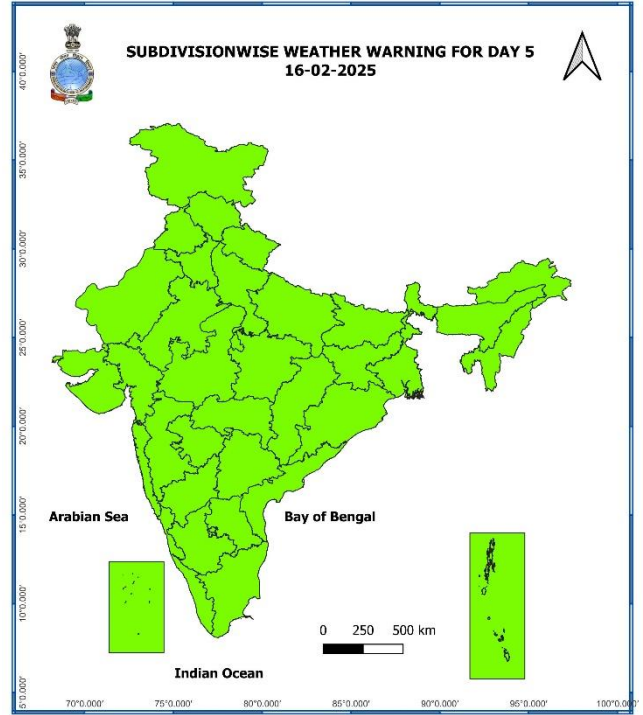 SUBDIVISIONWISE WEATHER WARNING FOR DAY 5
16-02-2025
40°0.000'
35°0.000'
30°0.000'
25°0.000'
20°0.000'
15°0.000'
10°0.000'
5°0.000'
Arabian Sea
Bay of Bengal
0 250 500 km
Indian Ocean
70°0.000' 75°0.000' 80°0.000' 85°0.000' 90°0.000' 95°0.000' 100°0.000'